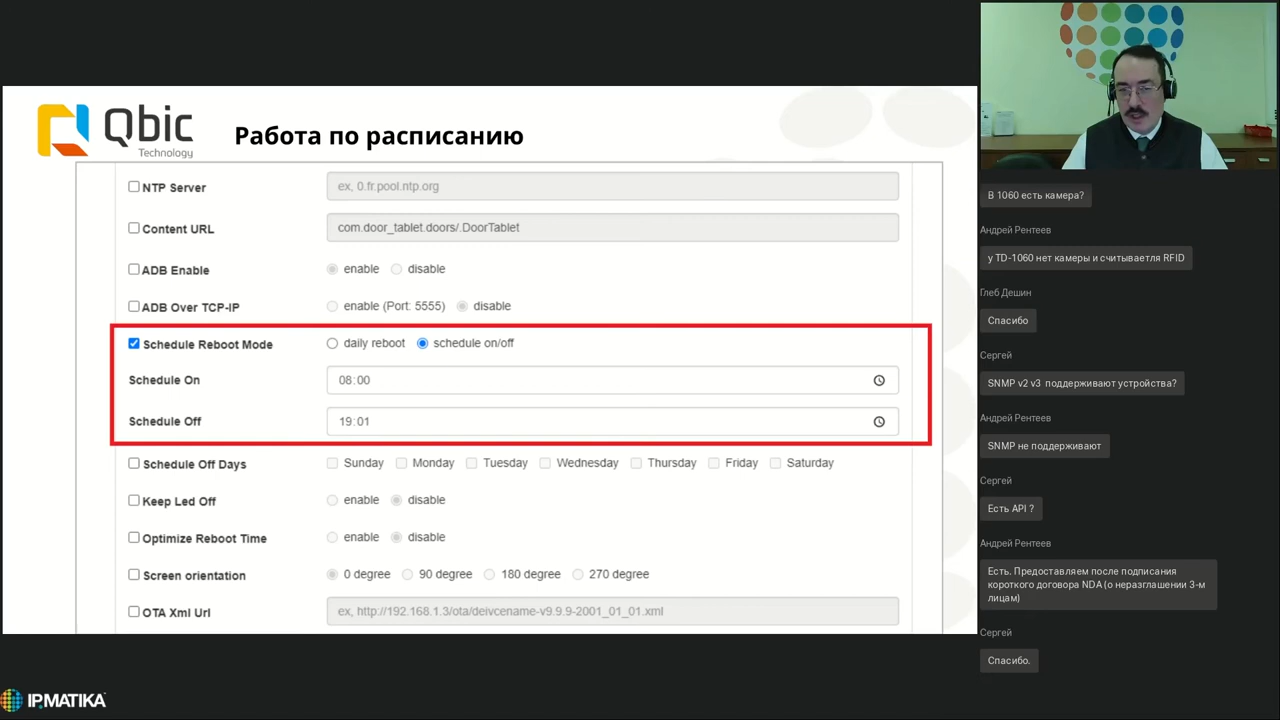 Qbic
Technology
Работа по расписанию
NTP Server
ex, 0.fr.pool.ntp.org
Content URL
com.door_tablet.doors/.DoorTablet
ADB Enable
enable disable
ADB Over TCP-IP
enable (Port: 5555) disable
Schedule Reboot Mode
daily reboot schedule on/off
Schedule On
08:00
Schedule Off
19:01
Schedule Off Days
Sunday Monday Tuesday Wednesday Thursday Friday Saturday
Keep Led Off
enable disable
Optimize Reboot Time
enable disable
Screen orientation
0 degree 90 degree 180 degree 270 degree
OTA Xml Url
ex, http://192.168.1.3/ota/deivcename-v9.9.9-2001_01_01.xml
IPMATIKA
В 1060 есть камера?
Андрей Рентеев
у TD-1060 нет камеры и считываетля RFID
Глеб Дешин
Спасибо
Сергей
SNMP v2 v3 поддерживают устройства?
Андрей Рентеев
SNMP не поддерживают
Сергей
Есть API ?
Андрей Рентеев
Есть. Предоставляем после подписания
короткого договора NDA (о неразглашении 3-м
лицам)
Сергей
Спасибо.